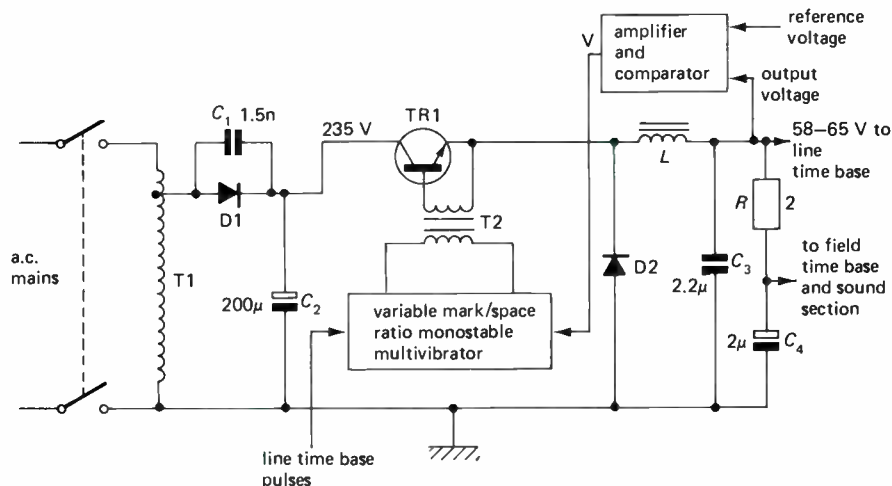 reference
voltage
amplifier
and
comparator
V
output
voltage
C1 1.5n
235 V
TR1
58–65 V to
line
time base
L
D1
R 2
T2
a.c.
mains
T1
D2
C3
2.2μ
to field
time base
and sound
section
200μ C2
variable mark/space
ratio monostable
multivibrator
2μ C4
line time base
pulses